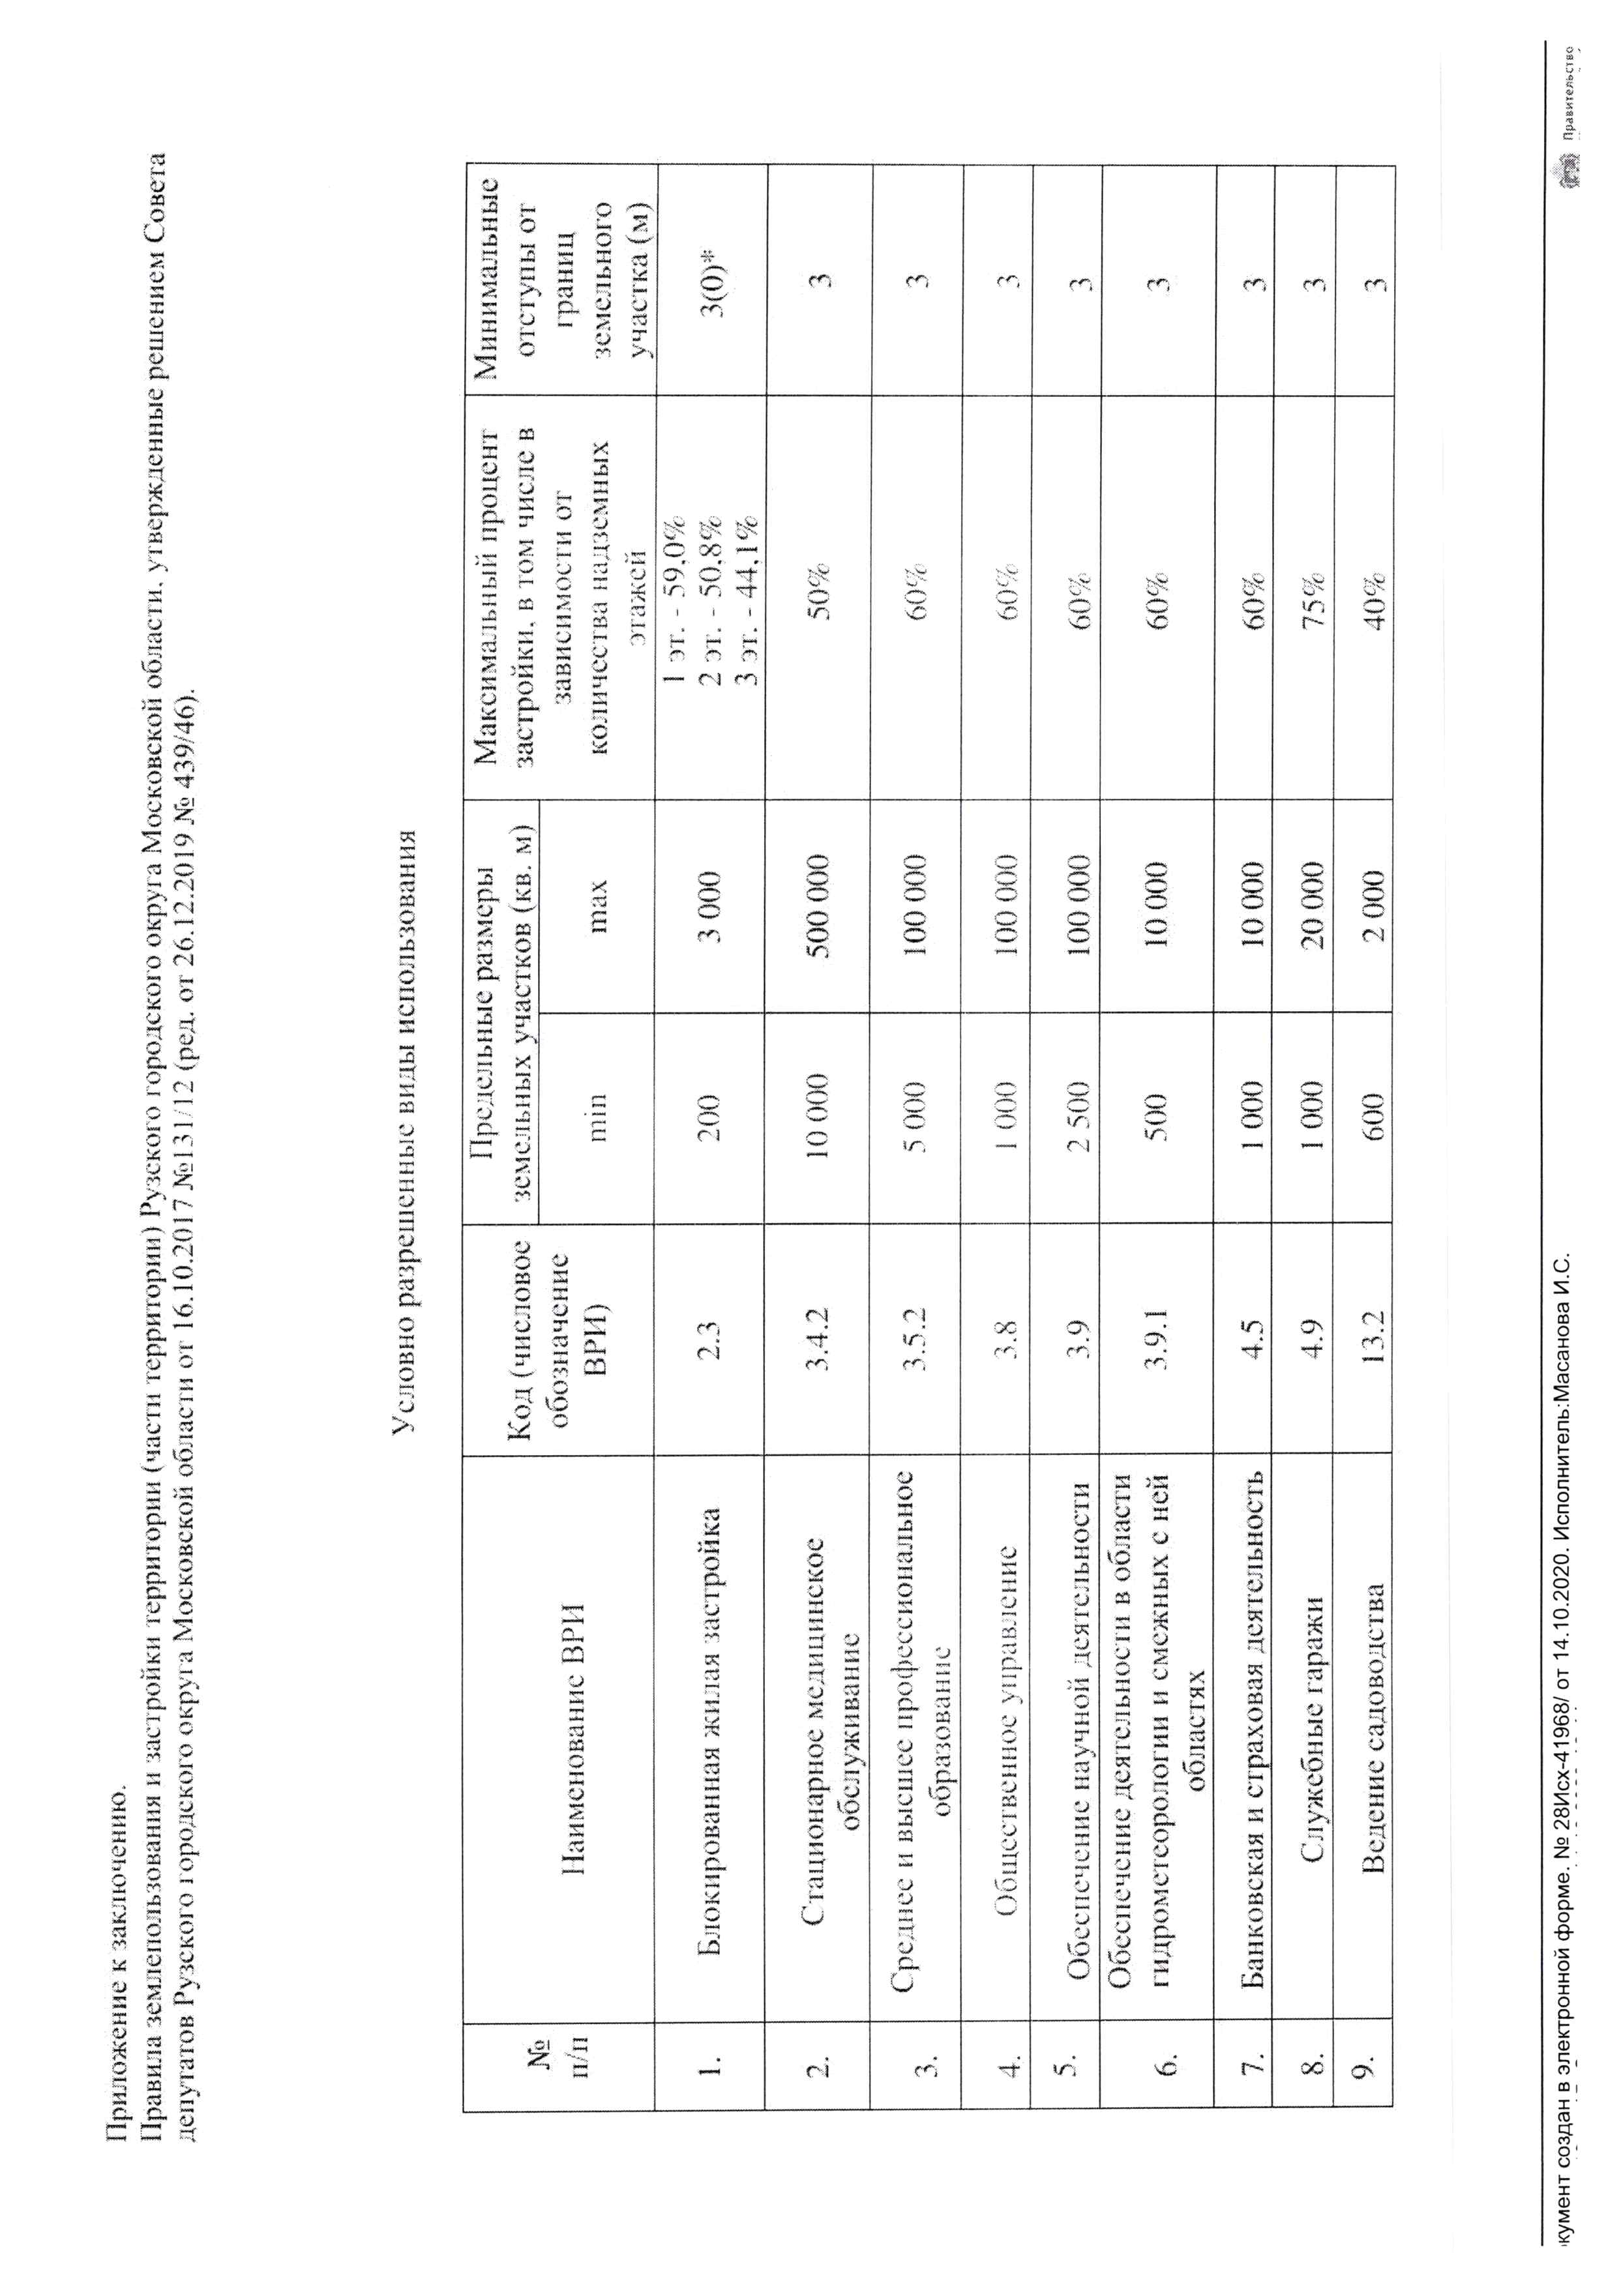 Приложение к заключению.
Правила землепользования и застройки территории (части территории) Рузского городского округа Московской области, утвержденные решением Совета
депутатов Рузского городского округа Московской области от 16.10.2017 №131/12 (ред. от 26.12.2019 № 439/46).
Условно разрешенные виды использования
№
п/п
Наименование ВРИ
Код (числовое
обозначение
ВРИ)
Предельные размеры
земельных участков (кв. м)
min
max
Максимальный процент
застройки, в том числе в
зависимости от
количества надземных
этажей
Минимальные
отступы от
границ
земельного
участка (м)
1.
Блокированная жилая застройка
2.3
200
3 000
1 эт. - 59,0%
2 эт. - 50,8%
3 эт. - 44,1%
3(0)*
2.
Стационарное медицинское
обслуживание
3.4.2
10 000
500 000
50%
3
3.
Среднее и высшее профессиональное
образование
3.5.2
5 000
100 000
60%
3
4.
Общественное управление
3.8
1 000
100 000
60%
3
5.
Обеспечение научной деятельности
3.9
2 500
100 000
60%
3
6.
Обеспечение деятельности в области
гидрометеорологии и смежных с ней
областях
3.9.1
500
10 000
60%
3
7.
Банковская и страховая деятельность
4.5
1 000
10 000
60%
3
8.
Служебные гаражи
4.9
1 000
20 000
75%
3
9.
Ведение садоводства
13.2
600
2 000
40%
3
кумент создан в электронной форме. № 28Исх-41968/ от 14.10.2020. Исполнитель:Масанова И.С.
Правительство